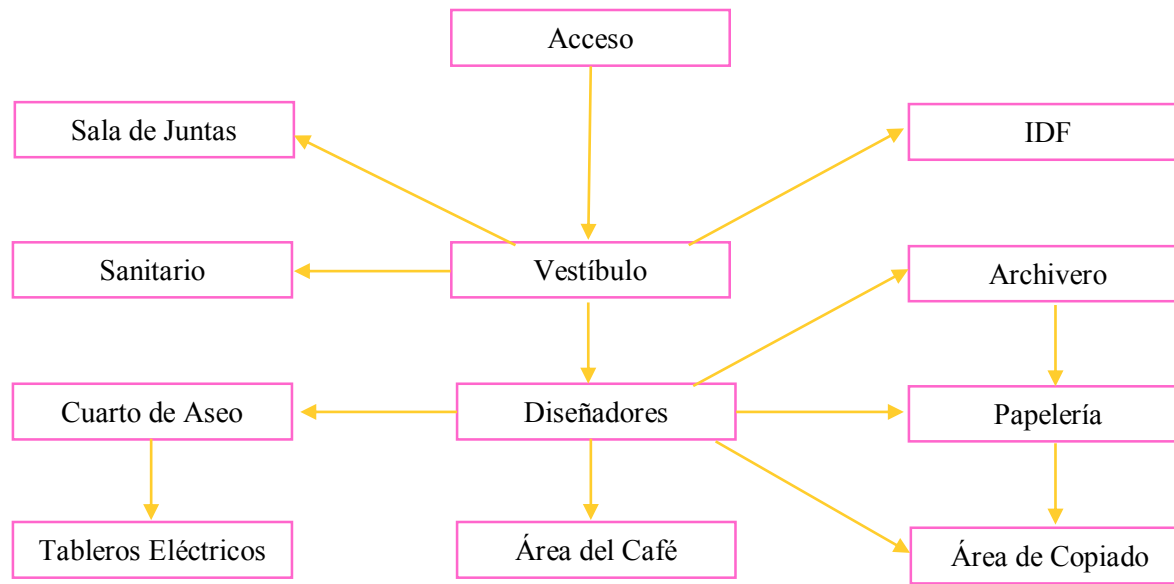 Acceso
Sala de Juntas
IDF
Sanitario
Vestíbulo
Archivero
Cuarto de Aseo
Diseñadores
Papelería
Tableros Eléctricos
Área del Café
Área de Copiado